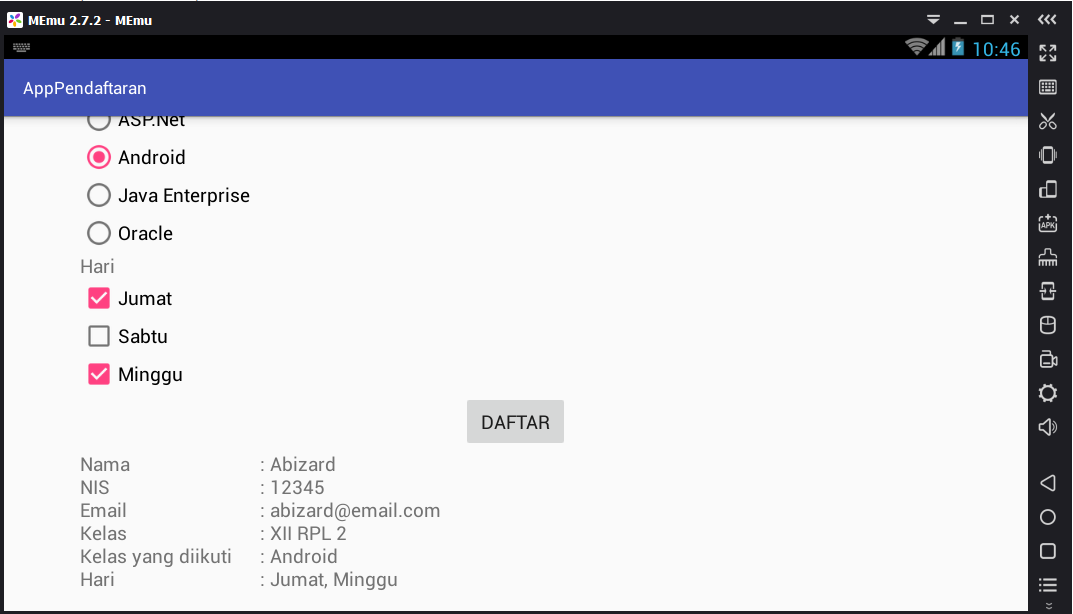 MEmu 2.7.2 - MEmu
10:46
AppPendaftaran
ASP.Net
Android
Java Enterprise
Oracle
Hari
Jumat
Sabtu
Minggu
DAFTAR
Nama : Abizard
NIS : 12345
Email : abizard@email.com
Kelas : XII RPL 2
Kelas yang diikuti : Android
Hari : Jumat, Minggu
APK